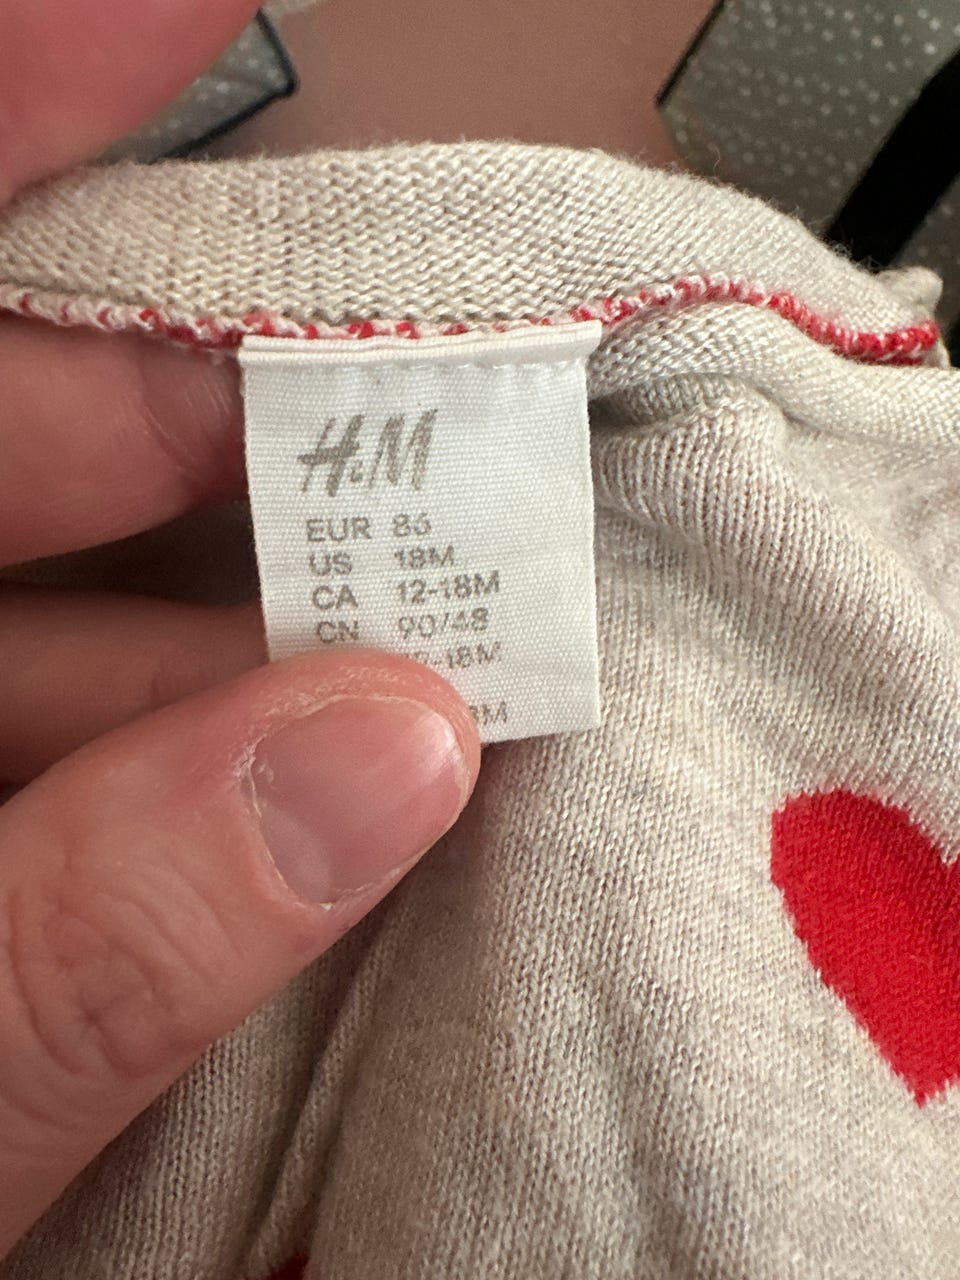 H&M
EUR 86
US 18M
CA 12-18M
CN 90/48